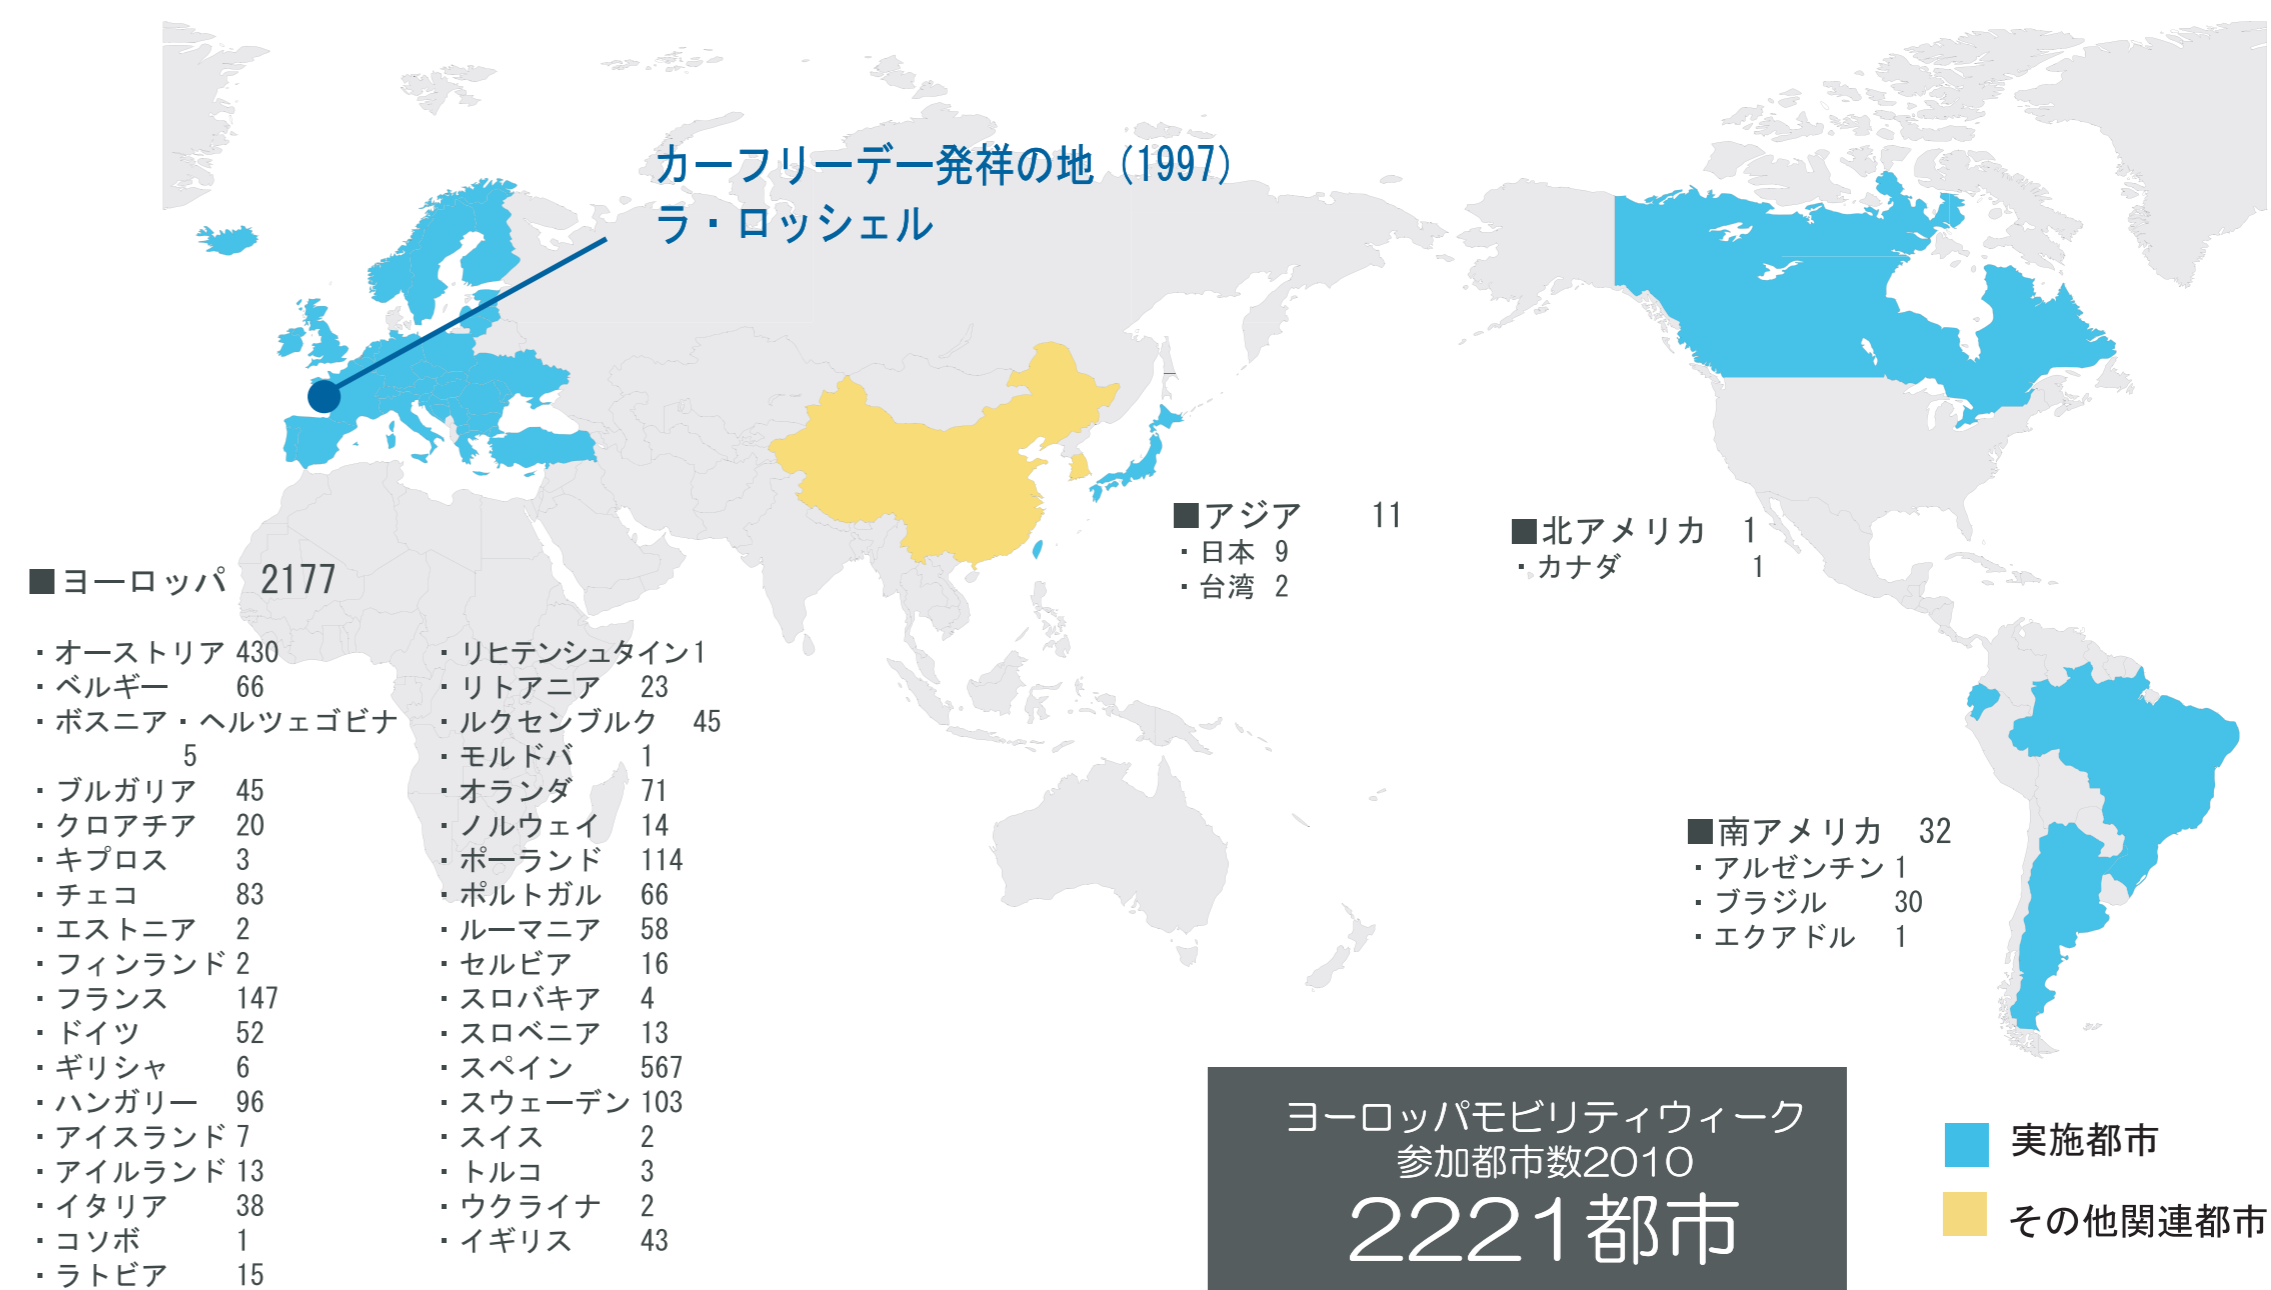 カーフリーデー発祥の地（1997）
ラ・ロッシェル
■アジア 11
・日本 9
・台湾 2
■北アメリカ 1
・カナダ 1
■ヨーロッパ 2177
・オーストリア 430
・ベルギー 66
・ボスニア・ヘルツェゴビナ
5
・ブルガリア 45
・クロアチア 20
・キプロス 3
・チェコ 83
・エストニア 2
・フィンランド 2
・フランス 147
・ドイツ 52
・ギリシャ 6
・ハンガリー 96
・アイスランド 7
・アイルランド 13
・イタリア 38
・コソボ 1
・ラトビア 15
・リヒテンシュタイン 1
・リトアニア 23
・ルクセンブルク 45
・モルドバ 1
・オランダ 71
・ノルウェイ 14
・ポーランド 114
・ポルトガル 66
・ルーマニア 58
・セルビア 16
・スロバキア 4
・スロベニア 13
・スペイン 567
・スウェーデン 103
・スイス 2
・トルコ 3
・ウクライナ 2
・イギリス 43
■南アメリカ 32
・アルゼンチン 1
・ブラジル 30
・エクアドル 1
ヨーロッパモビリティウィーク
参加都市数2010
2221都市
実施都市
その他関連都市